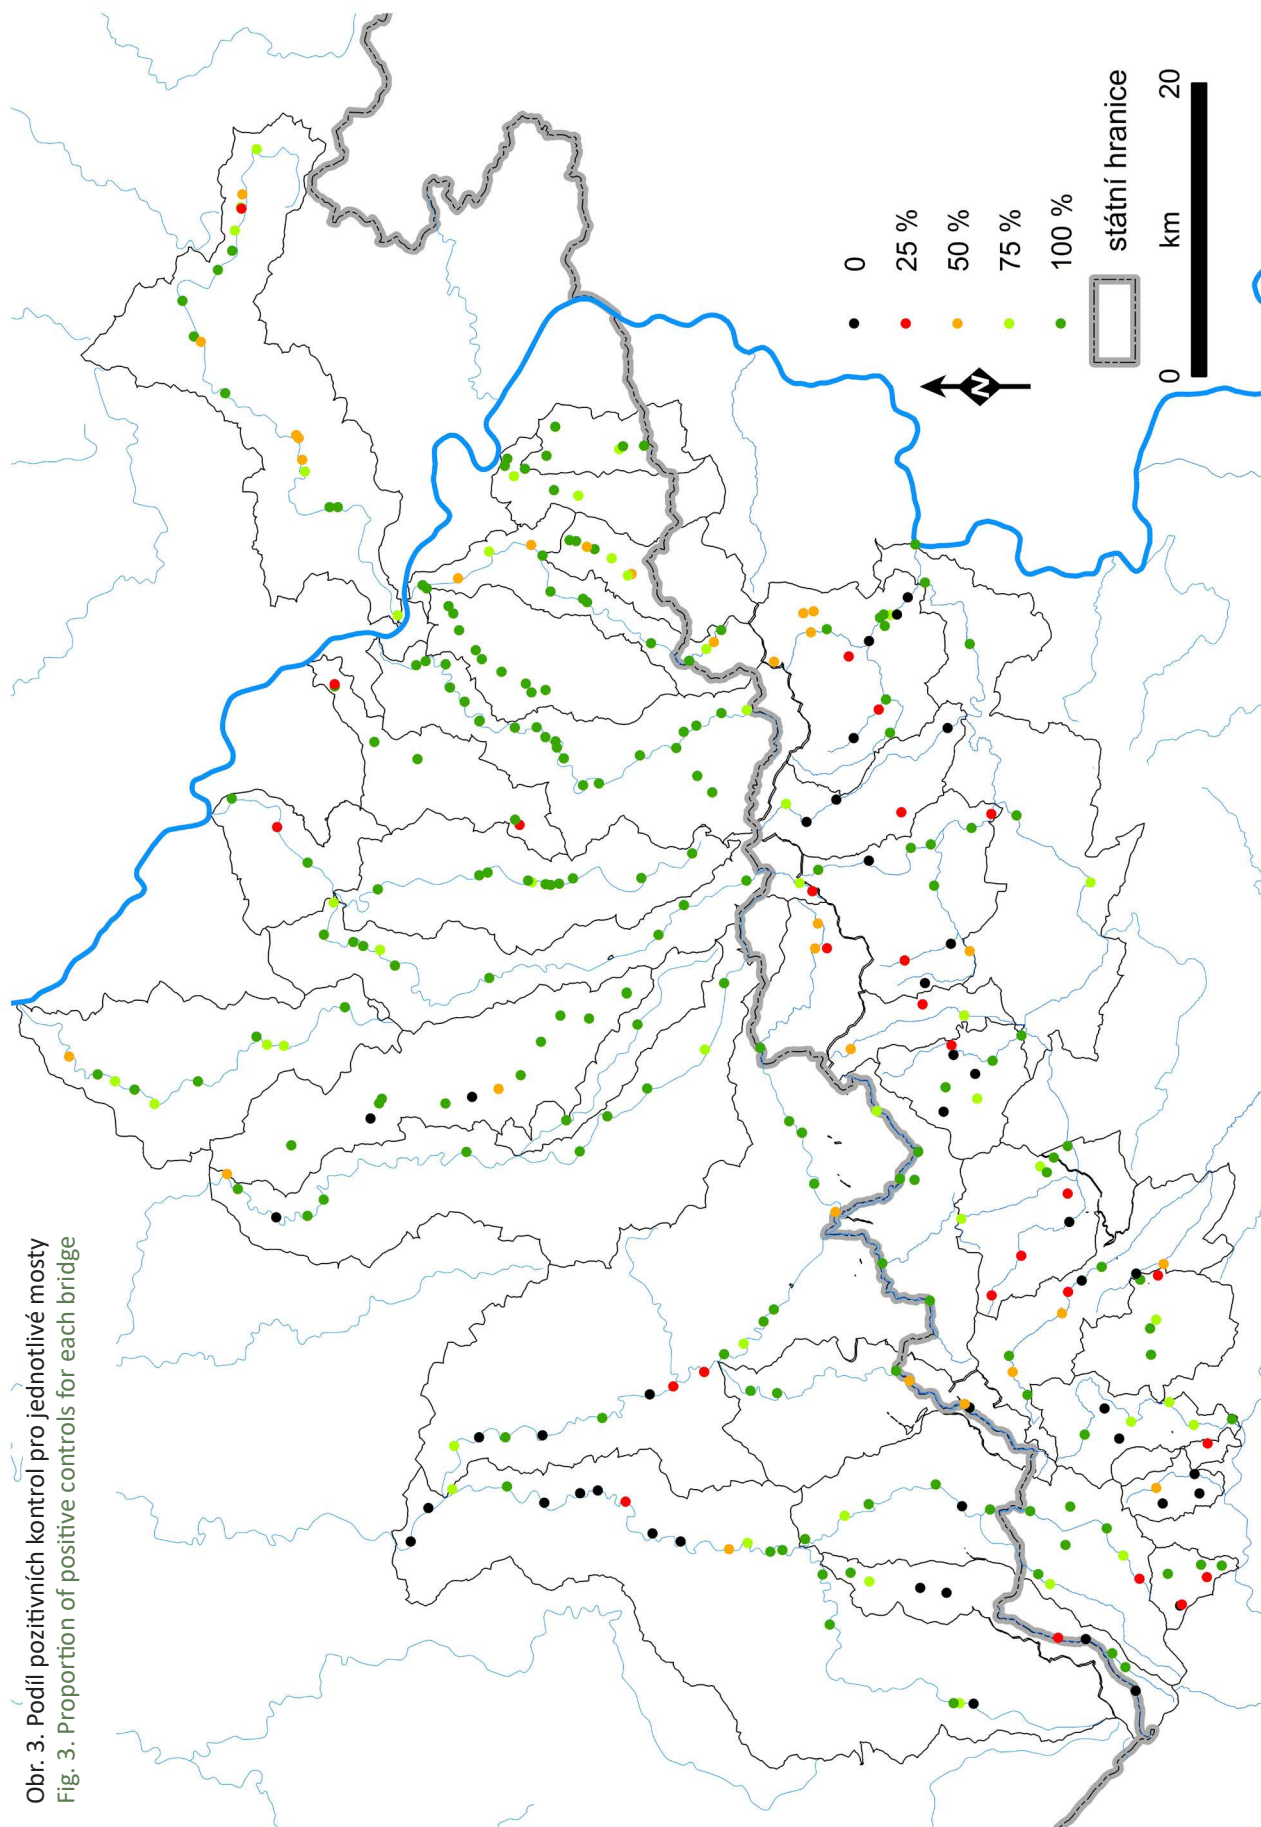 Obr. 3. Podíl pozitivních kontrol pro jednotlivé mosty
Fig. 3. Proportion of positive controls for each bridge
N
0
25 %
50 %
75 %
100 %
státní hranice
0 km 20